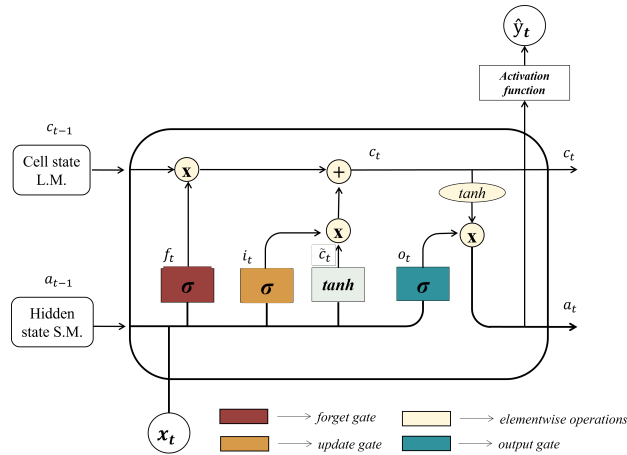 ŷₜ
Activation
function
cₜ₋₁
Cell state
L.M.
x
+
cₜ
cₜ
tanh
x
x
fₜ
iₜ
c̃ₜ
oₜ
σ
σ
tanh
σ
aₜ₋₁
Hidden
state S.M.
aₜ
xₜ
forget gate
elementwise operations
update gate
output gate